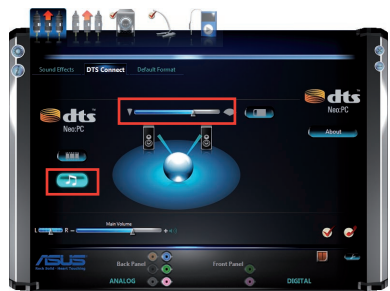 Sound Effects DTS Connect Default Format
dts
Neo:PC
dts
Neo:PC
About
Main Volume
L R
ASUS
Back Panel
Front Panel
ANALOG
DIGITAL